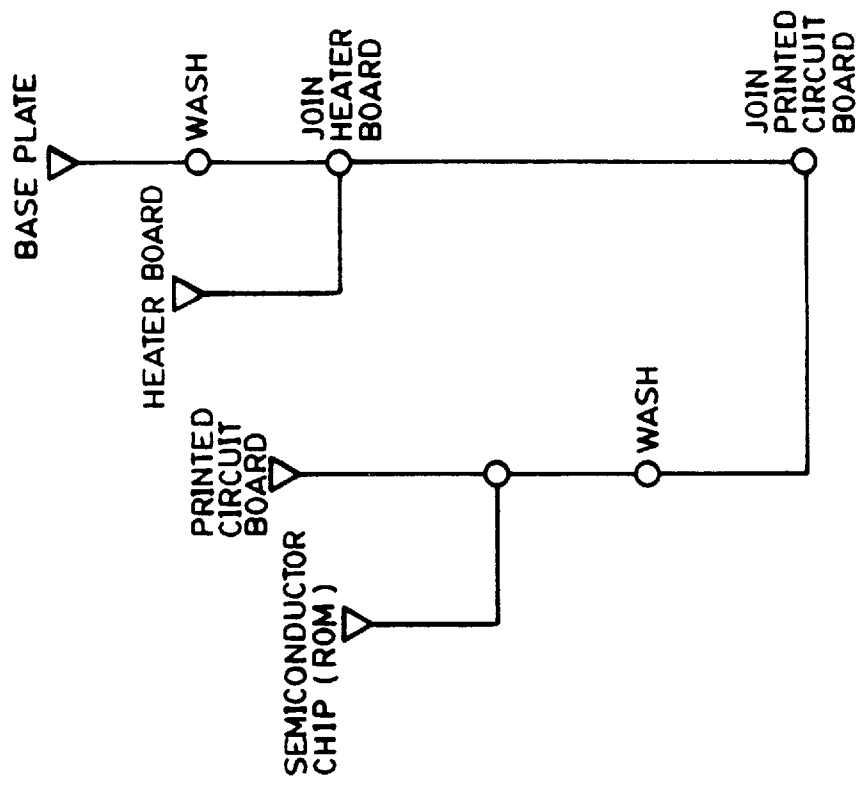 BASE PLATE
WASH
JOIN
HEATER
BOARD
HEATER BOARD
JOIN
PRINTED
CIRCUIT
BOARD
PRINTED
CIRCUIT
BOARD
WASH
SEMICONDUCTOR
CHIP (ROM)